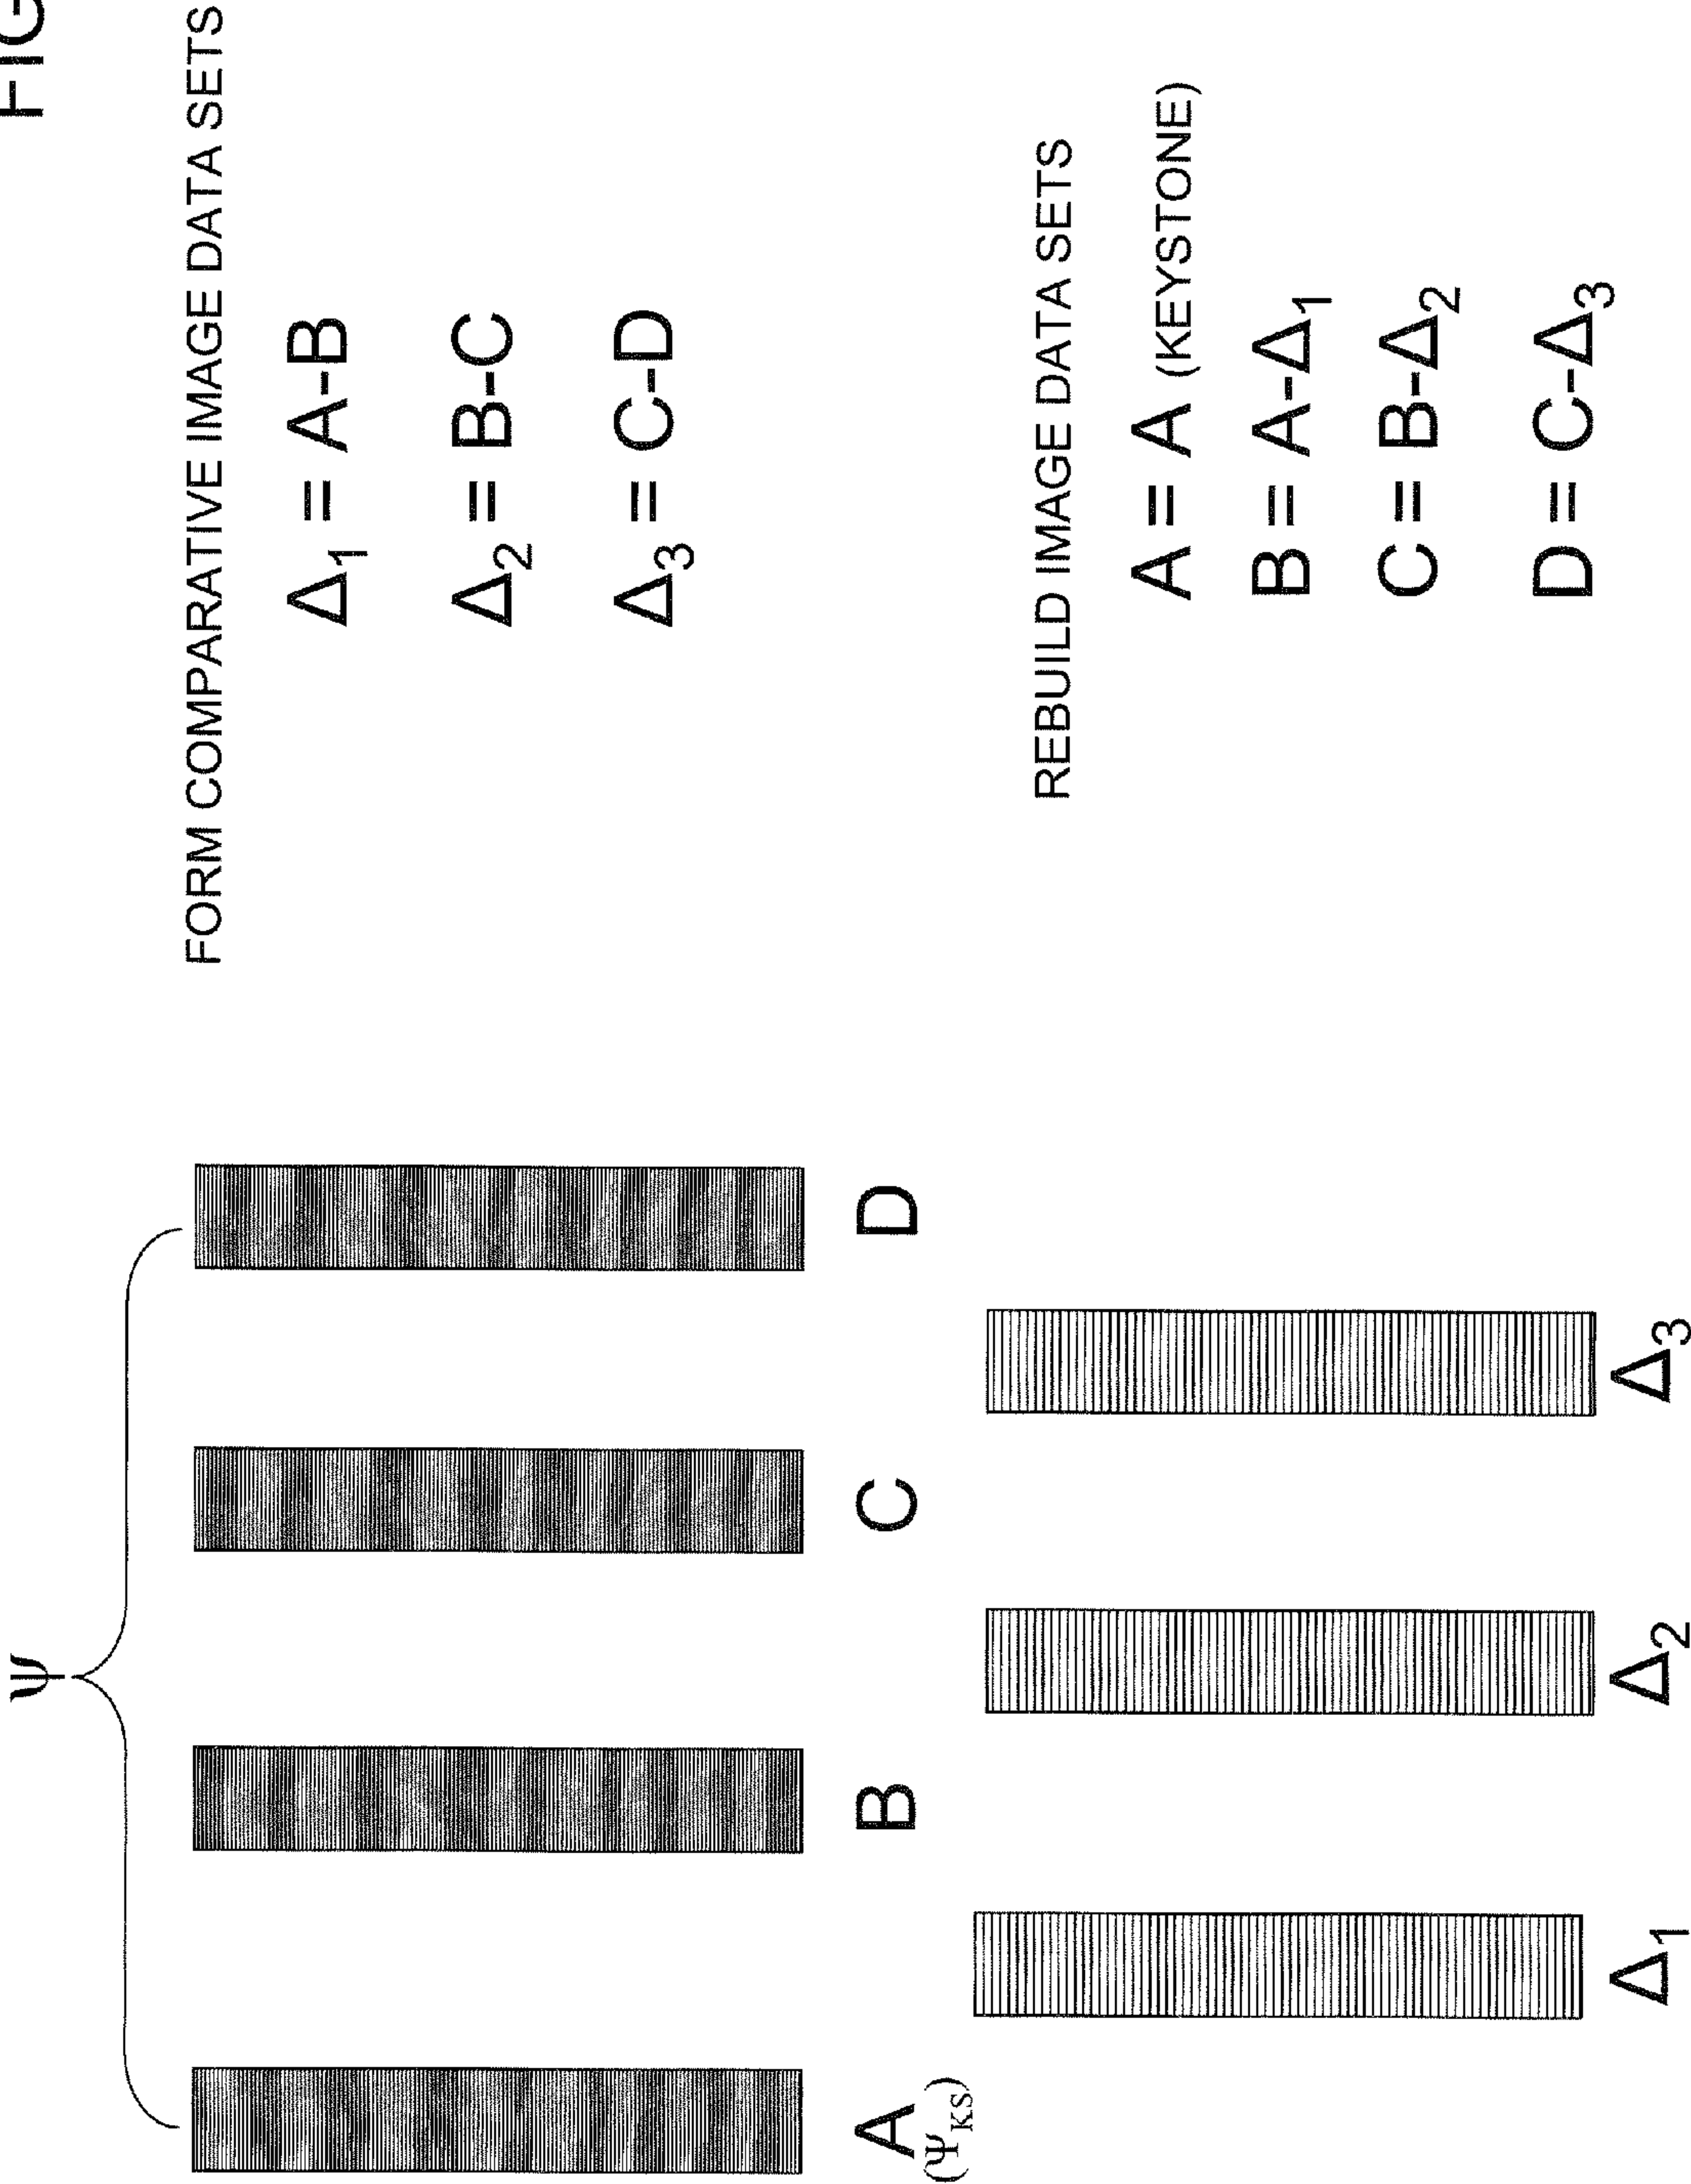 FIG
Ψ
A
(Ψ_KS)
B
C
D
Δ₁
Δ₂
Δ₃
FORM COMPARATIVE IMAGE DATA SETS
Δ₁ = A-B
Δ₂ = B-C
Δ₃ = C-D
REBUILD IMAGE DATA SETS
A = A (KEYSTONE)
B = A-Δ₁
C = B-Δ₂
D = C-Δ₃